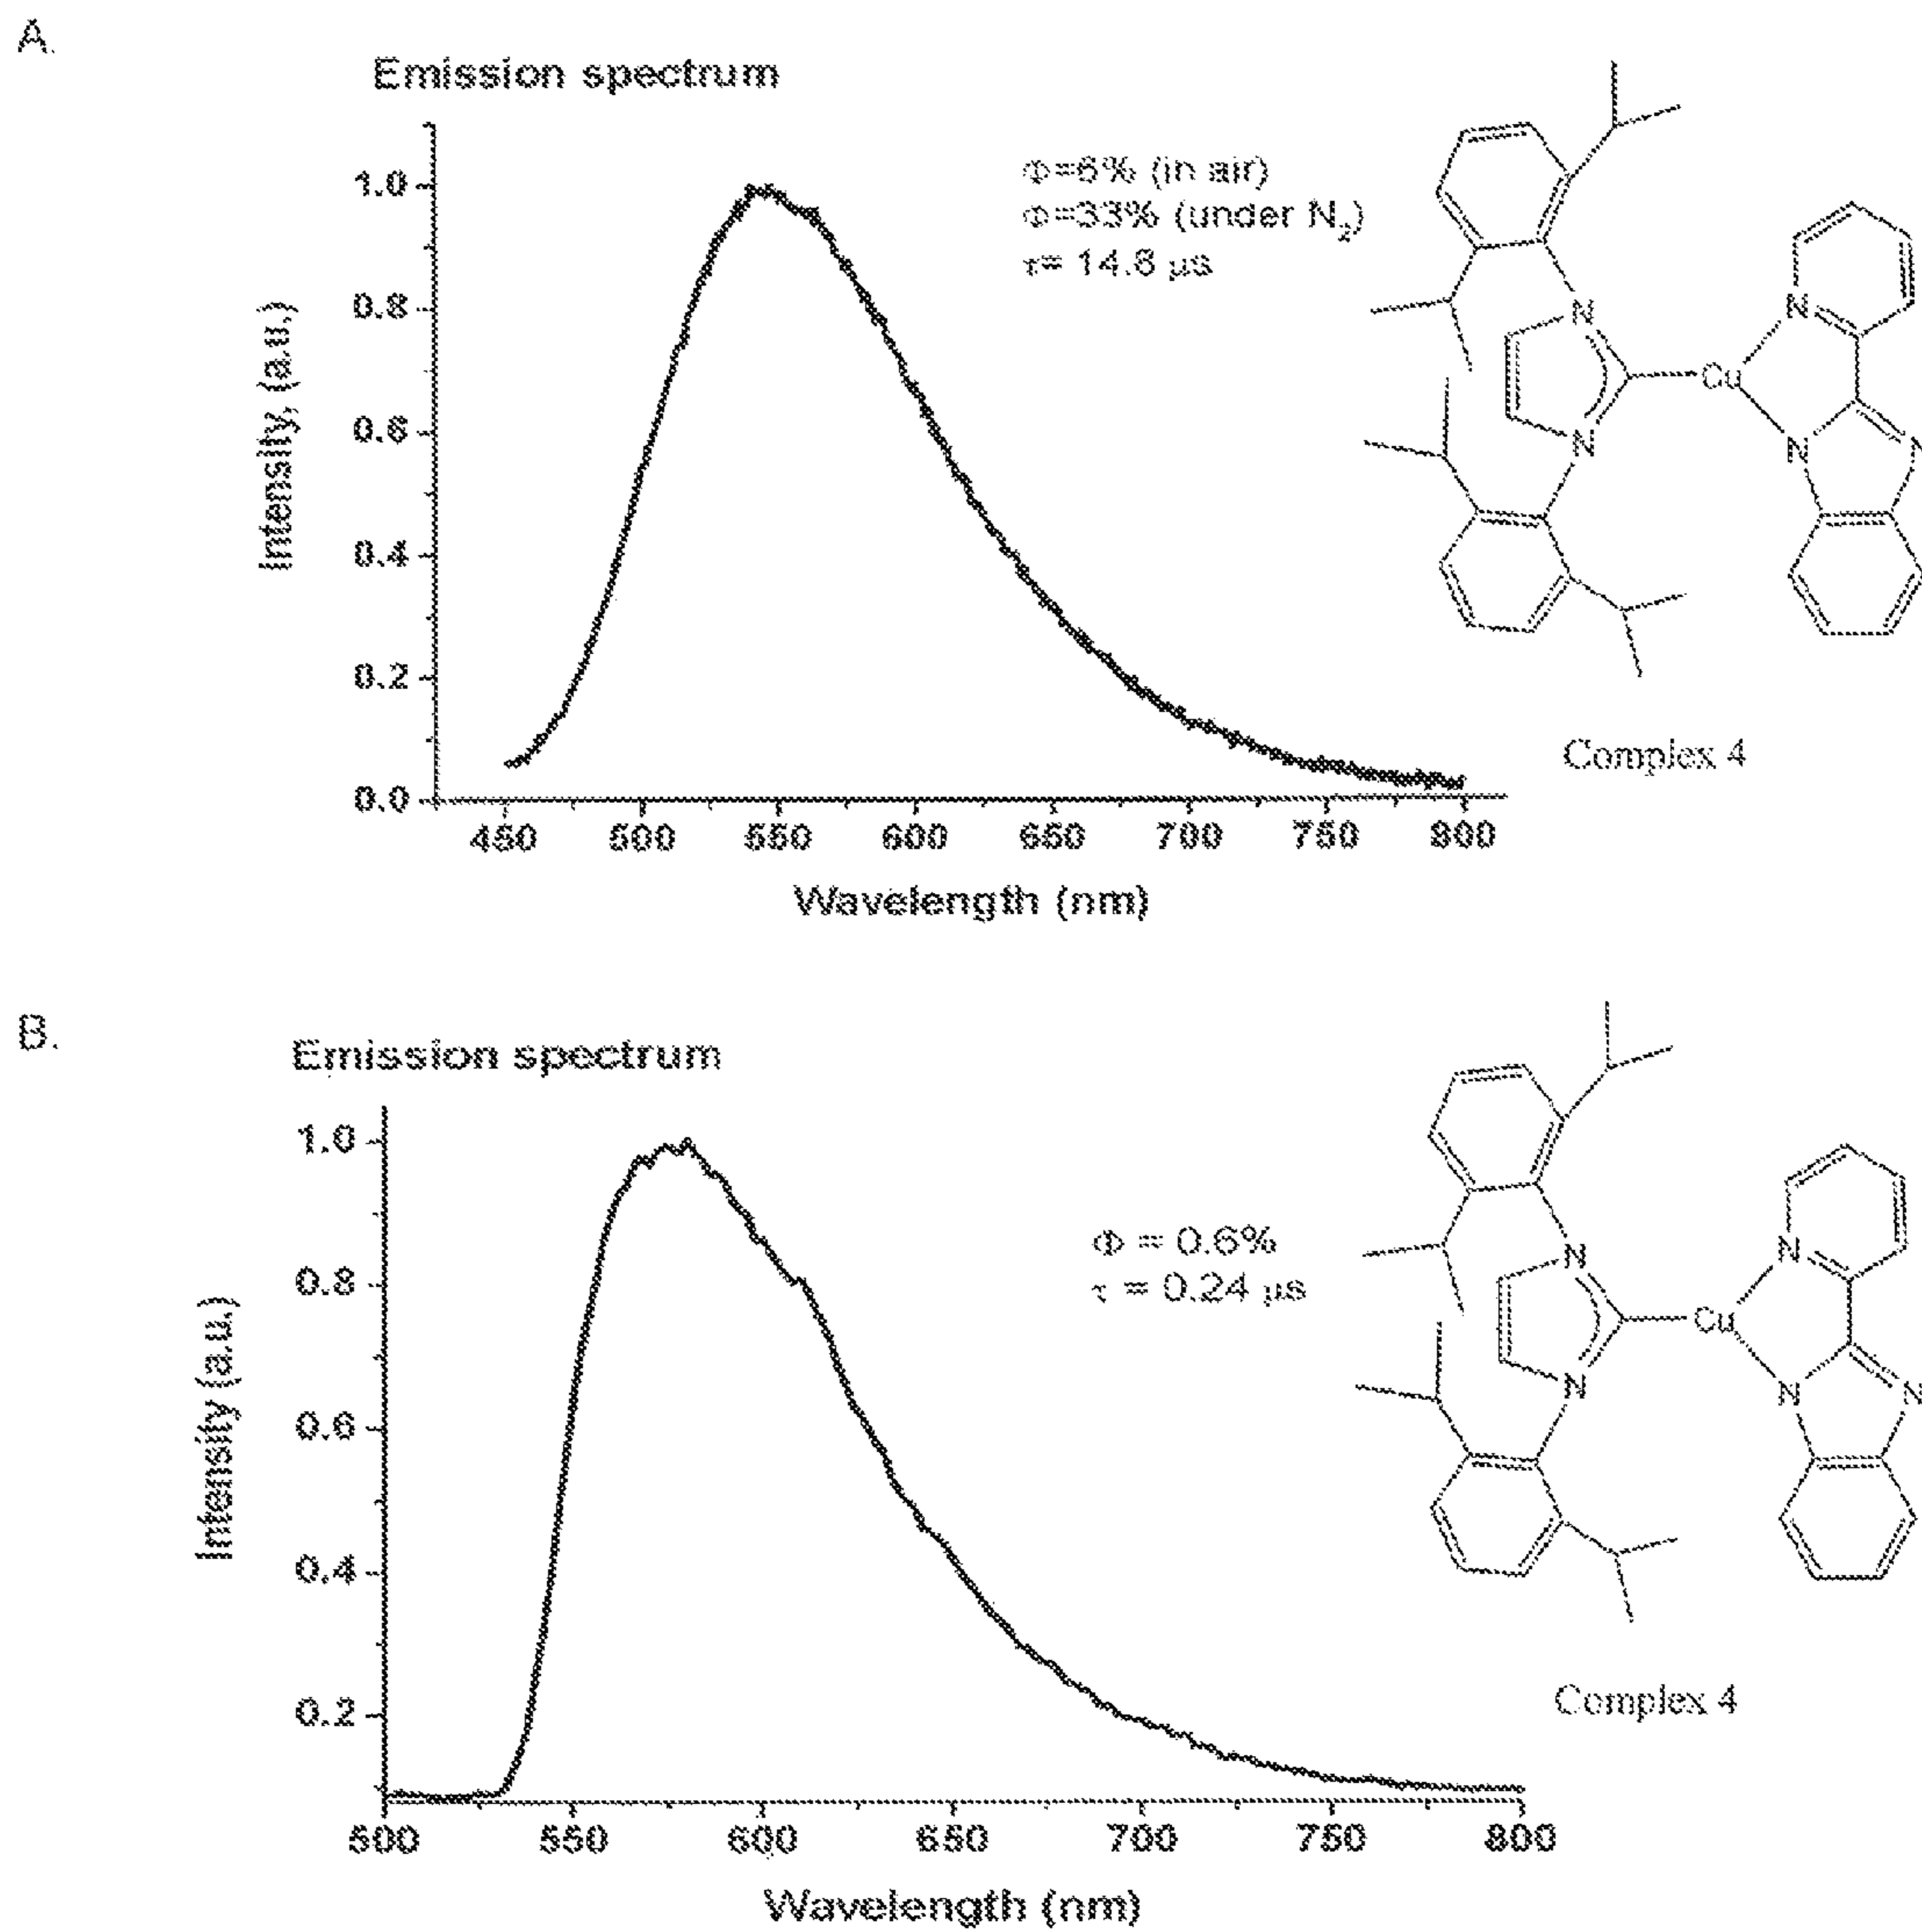 A.
Emission spectrum
Φ=6% (in air)
Φ=33% (under N2)
τ= 14.8 μs
1.0
0.8
0.6
0.4
0.2
0.0
Intensity, (a.u.)
450 500 550 600 650 700 750 800
Wavelength (nm)
N
N
Cu
N
N
N
Complex 4
B.
Emission spectrum
Φ = 0.6%
τ = 0.24 μs
1.0
0.8
0.6
0.4
0.2
Intensity (a.u.)
500 550 600 650 700 750 800
Wavelength (nm)
N
N
Cu
N
N
N
Complex 4